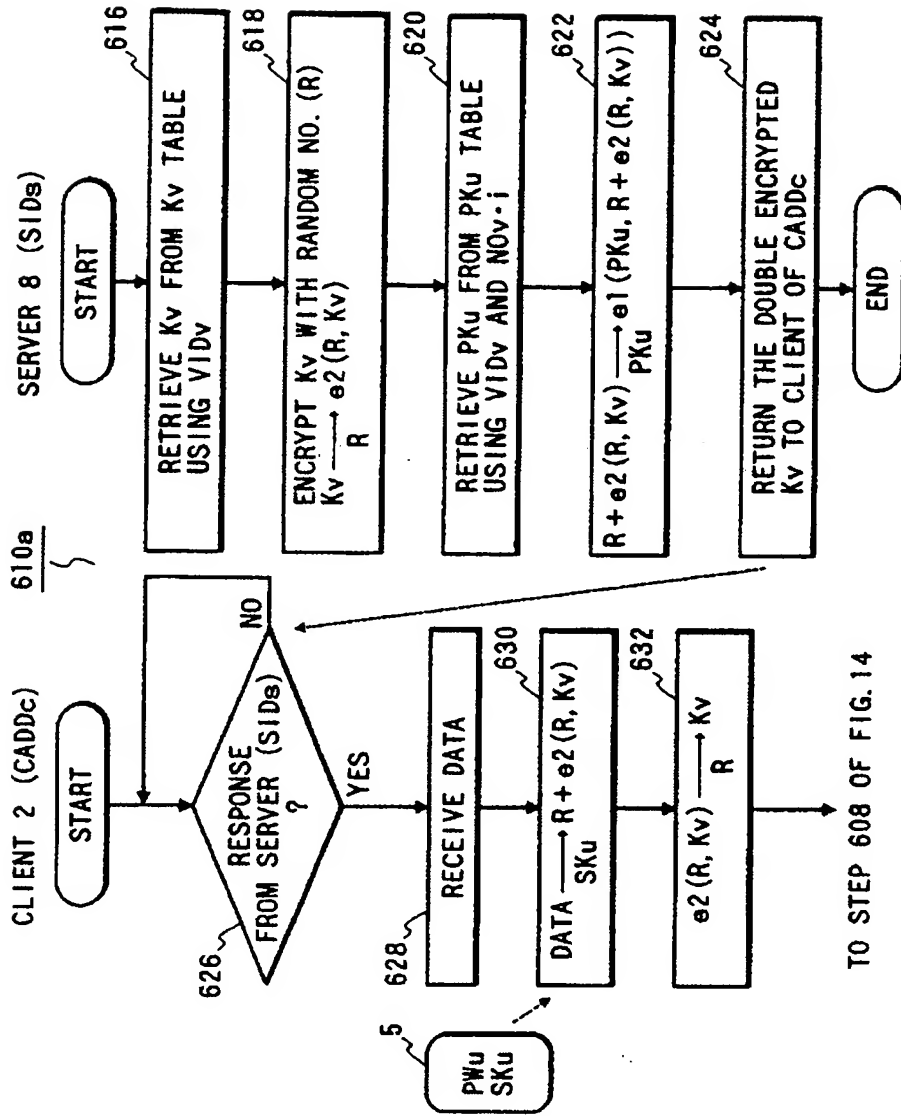 610a
CLIENT 2 (CADDc)
START
626
RESPONSE
FROM SERVER (SIDs)
?
NO
YES
628
RECEIVE DATA
5
PWu
SKu
630
DATA ⟶ R + e2(R, Kv)
SKu
632
e2(R, Kv) ⟶ Kv
R
TO STEP 608 OF FIG. 14
SERVER 8 (SIDs)
START
616
RETRIEVE Kv FROM Kv TABLE
USING VIDv
618
ENCRYPT Kv WITH RANDOM NO. (R)
Kv ⟶ e2(R, Kv)
R
620
RETRIEVE PKu FROM PKu TABLE
USING VIDv AND NOv·i
622
R + e2(R, Kv) ⟶ e1(PKu, R + e2(R, Kv))
PKu
624
RETURN THE DOUBLE ENCRYPTED
Kv TO CLIENT OF CADDc
END